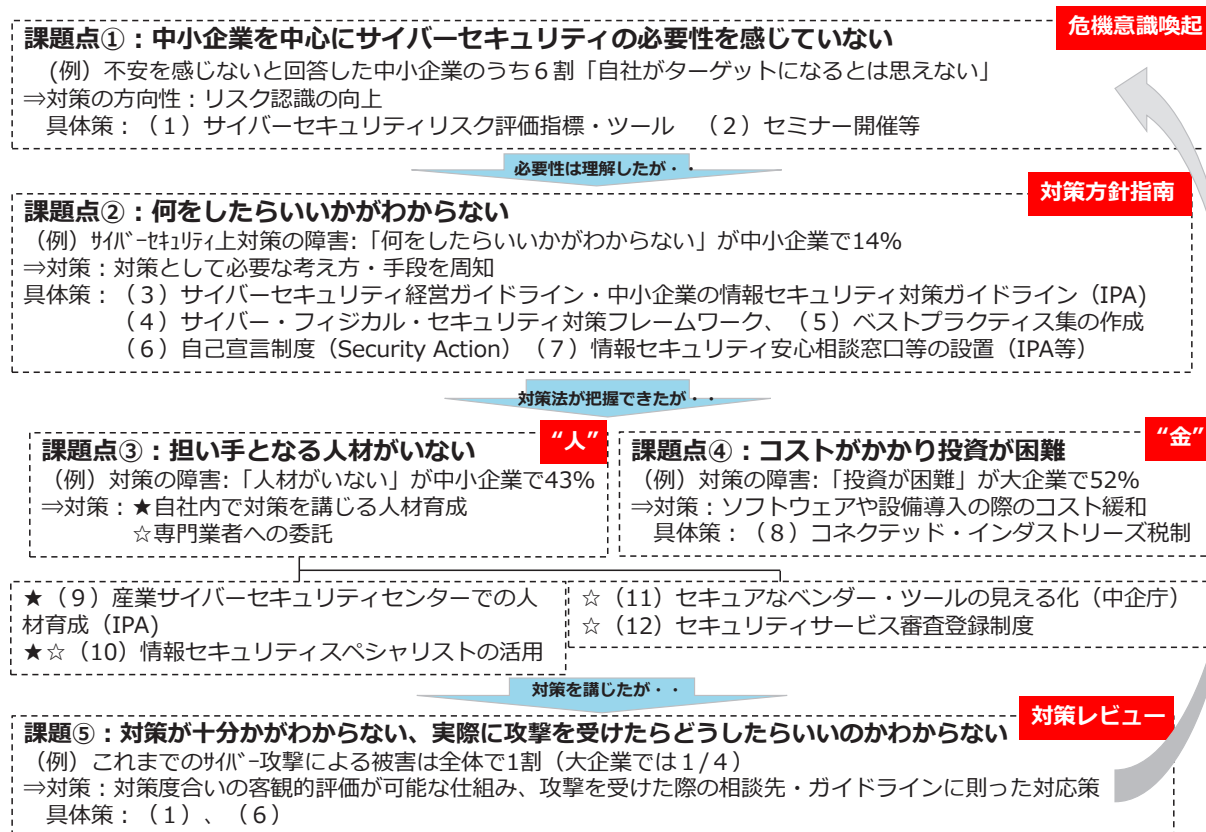 危機意識喚起
課題点①：中小企業を中心にサイバーセキュリティの必要性を感じていない
(例）不安を感じないと回答した中小企業のうち６割「自社がターゲットになるとは思えない」
⇒対策の方向性：リスク認識の向上
具体策：（１）サイバーセキュリティリスク評価指標・ツール　（２）セミナー開催等
必要性は理解したが・・
対策方針指南
課題点②：何をしたらいいかがわからない
（例）ｻｲﾊﾞｰｾｷｭﾘﾃｨ上対策の障害:「何をしたらいいかがわからない」が中小企業で14%
⇒対策：対策として必要な考え方・手段を周知
具体策：（３）サイバーセキュリティ経営ガイドライン・中小企業の情報セキュリティ対策ガイドライン（IPA)
（４）サイバー・フィジカル・セキュリティ対策フレームワーク、（５）ベストプラクティス集の作成
（６）自己宣言制度（Security Action）（７）情報セキュリティ安心相談窓口等の設置（IPA等）
対策法が把握できたが・・
“人”
課題点③：担い手となる人材がいない
（例）対策の障害:「人材がいない」が中小企業で43%
⇒対策：★自社内で対策を講じる人材育成
☆専門業者への委託
“金”
課題点④：コストがかかり投資が困難
（例）対策の障害:「投資が困難」が大企業で52%
⇒対策：ソフトウェアや設備導入の際のコスト緩和
具体策：（８）コネクテッド・インダストリーズ税制
★（９）産業サイバーセキュリティセンターでの人
材育成（IPA)
★☆（10）情報セキュリティスペシャリストの活用
☆（11）セキュアなベンダー・ツールの見える化（中企庁）
☆（12）セキュリティサービス審査登録制度
対策を講じたが・・
対策レビュー
課題⑤：対策が十分かがわからない、実際に攻撃を受けたらどうしたらいいのかわからない
（例）これまでのｻｲﾊﾞｰ攻撃による被害は全体で1割（大企業では１/４）
⇒対策：対策度合いの客観的評価が可能な仕組み、攻撃を受けた際の相談先・ガイドラインに則った対応策
具体策：（１）、（６）